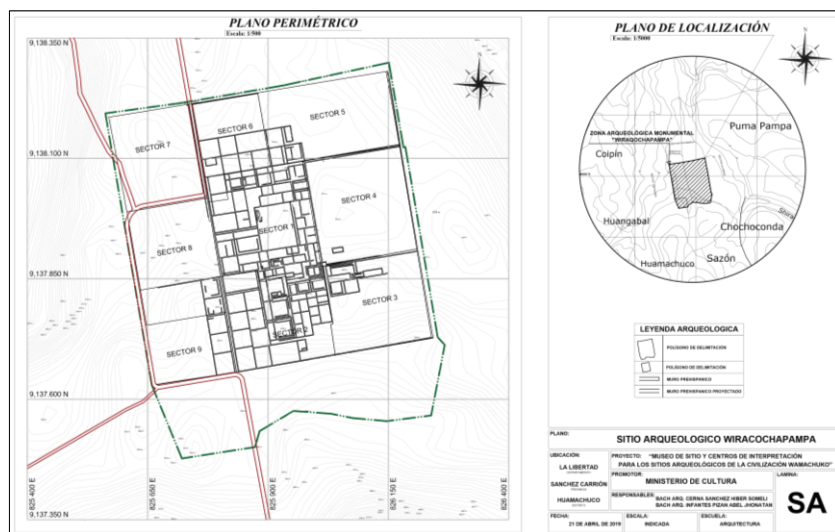 PLANO PERIMÉTRICO
Escala: 1/500
9,138.350 N
9,138.100 N
9,137.850 N
9,137.600 N
9,137.350 N
825 400 E
825 650 E
825 900 E
826 150 E
826 400 E
SECTOR 7
SECTOR 6
SECTOR 5
SECTOR 4
SECTOR 1
SECTOR 8
SECTOR 3
SECTOR 9
SECTOR 2
PLANO DE LOCALIZACIÓN
Escala: 1/5000
ZONA ARQUEOLÓGICA MONUMENTAL
"WIRAQOCHAPAMPA"
Puma Pampa
Coipín
Huangabal
Chochoconda
Sazón
Huamachuco
LEYENDA ARQUEOLOGICA
POLÍGONO DE DELIMITACIÓN
POLÍGONO DE DELIMITACIÓN
MURO PREHISPANICO
MURO PREHISPANICO PROYECTADO
PLANO:
SITIO ARQUEOLOGICO WIRACOCHAPAMPA
UBICACIÓN:
LA LIBERTAD
SANCHEZ CARRIÓN
HUAMACHUCO
PROYECTO: "MUSEO DE SITIO Y CENTROS DE INTERPRETACIÓN
PARA LOS SITIOS ARQUEOLÓGICOS DE LA CIVILIZACIÓN WAMACHUKO"
PROMOTOR:
MINISTERIO DE CULTURA
RESPONSABLES: BACH ARG. CERNA SANCHEZ HIBER SOMELI
BACH ARG. INFANTES PIZAN ABEL JHONATAN
LAMINA:
SA
FECHA:
21 DE ABRIL DE 2019
ESCALA:
INDICADA
ESCUELA:
ARQUITECTURA